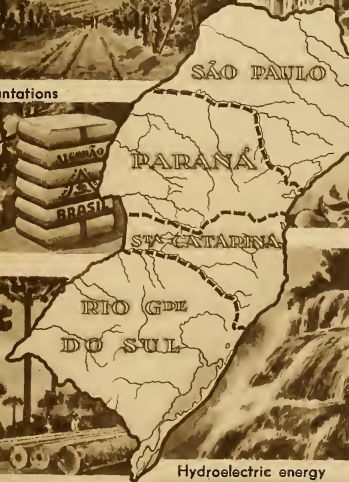 SÃO PAULO
ntations
ALGODÃO
BRASIL
PARANÁ
STA CATARINA
RIO GDE
DO SUL
Hydroelectric energy